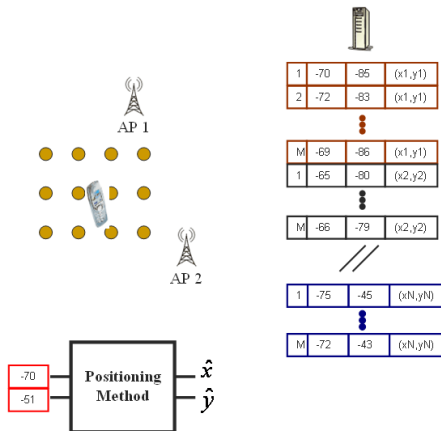 AP 1
AP 2
1 -70 -85 (x1,y1)
2 -72 -83 (x1,y1)
M -69 -86 (x1,y1)
1 -65 -80 (x2,y2)
M -66 -79 (x2,y2)
1 -75 -45 (xN,yN)
M -72 -43 (xN,yN)
-70
-51
Positioning
Method
x̂
ŷ